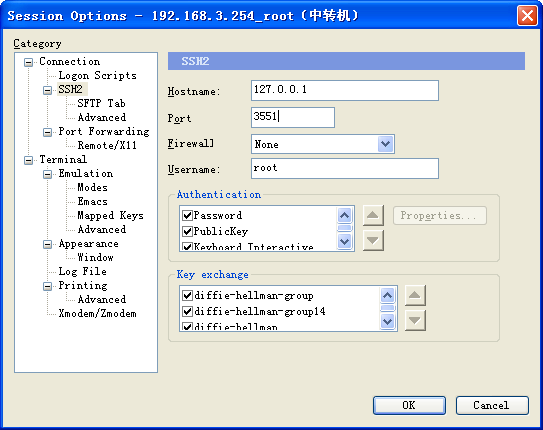 Session Options - 192.168.3.254_root（中转机）
Category
Connection
Logon Scripts
SSH2
SFTP Tab
Advanced
Port Forwarding
Remote/X11
Terminal
Emulation
Modes
Emacs
Mapped Keys
Advanced
Appearance
Window
Log File
Printing
Advanced
Xmodem/Zmodem
SSH2
Hostname: 127.0.0.1
Port 3551
Firewall None
Username: root
Authentication
Password
PublicKey
Keyboard Interactive
Properties...
Key exchange
diffie-hellman-group
diffie-hellman-group14
diffie-hellman
OK Cancel